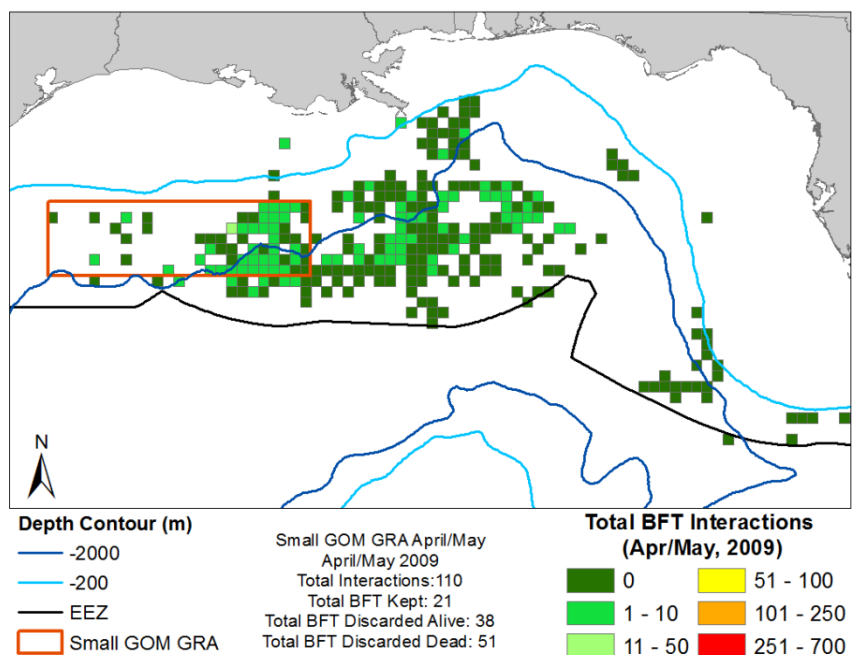 N
Depth Contour (m)
-2000
-200
EEZ
Small GOM GRA
Small GOM GRA April/May
April/May 2009
Total Interactions:110
Total BFT Kept: 21
Total BFT Discarded Alive: 38
Total BFT Discarded Dead: 51
Total BFT Interactions
(Apr/May, 2009)
0
1 - 10
11 - 50
51 - 100
101 - 250
251 - 700